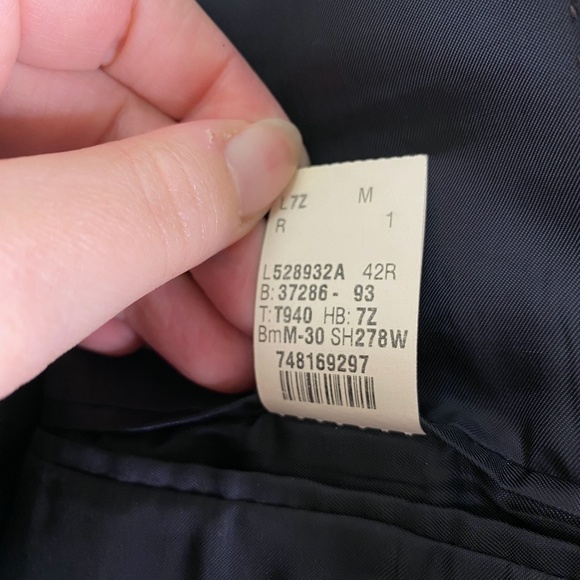 L7Z M
R 1
L528932A 42R
B: 37286 - 93
T: T940 HB: 7Z
BmM-30 SH278W
748169297